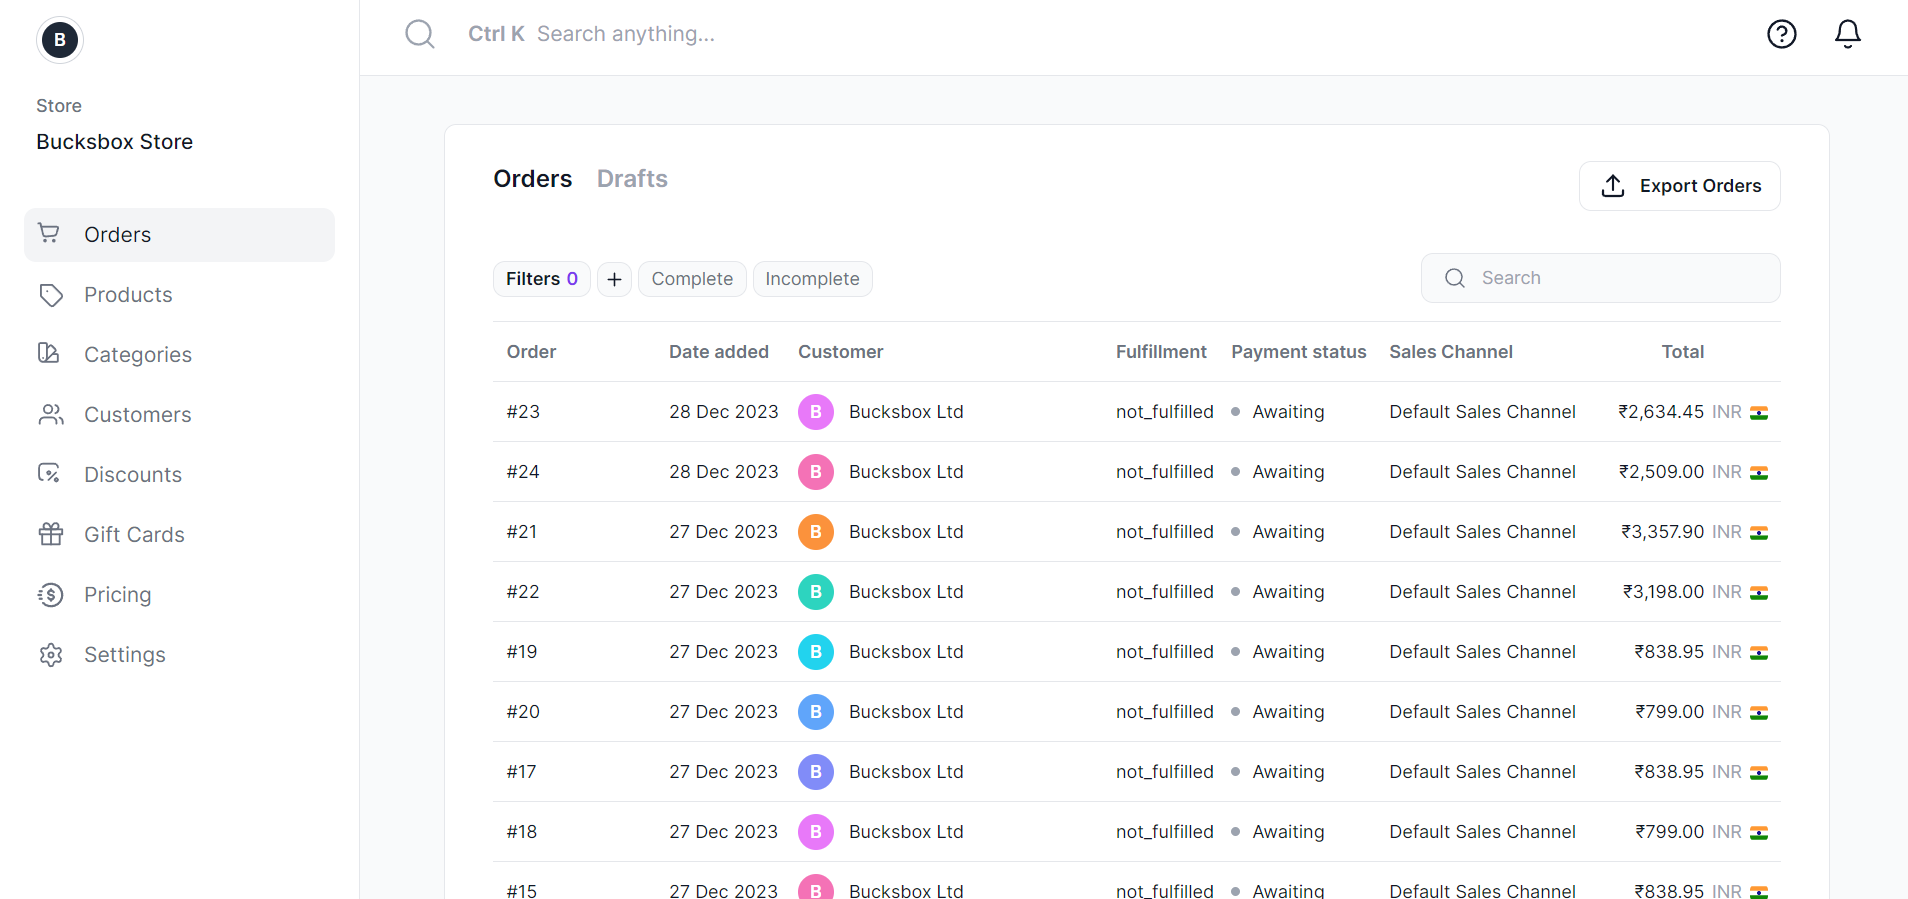 B
Store
Bucksbox Store
Orders
Products
Categories
Customers
Discounts
Gift Cards
Pricing
Settings
Ctrl K Search anything...
Orders Drafts
Export Orders
Filters 0 + Complete Incomplete
Search
Order Date added Customer Fulfillment Payment status Sales Channel Total
#23 28 Dec 2023 B Bucksbox Ltd not_fulfilled Awaiting Default Sales Channel ₹2,634.45 INR
#24 28 Dec 2023 B Bucksbox Ltd not_fulfilled Awaiting Default Sales Channel ₹2,509.00 INR
#21 27 Dec 2023 B Bucksbox Ltd not_fulfilled Awaiting Default Sales Channel ₹3,357.90 INR
#22 27 Dec 2023 B Bucksbox Ltd not_fulfilled Awaiting Default Sales Channel ₹3,198.00 INR
#19 27 Dec 2023 B Bucksbox Ltd not_fulfilled Awaiting Default Sales Channel ₹838.95 INR
#20 27 Dec 2023 B Bucksbox Ltd not_fulfilled Awaiting Default Sales Channel ₹799.00 INR
#17 27 Dec 2023 B Bucksbox Ltd not_fulfilled Awaiting Default Sales Channel ₹838.95 INR
#18 27 Dec 2023 B Bucksbox Ltd not_fulfilled Awaiting Default Sales Channel ₹799.00 INR
#15 27 Dec 2023 B Bucksbox Ltd not_fulfilled Awaiting Default Sales Channel ₹838.95 INR